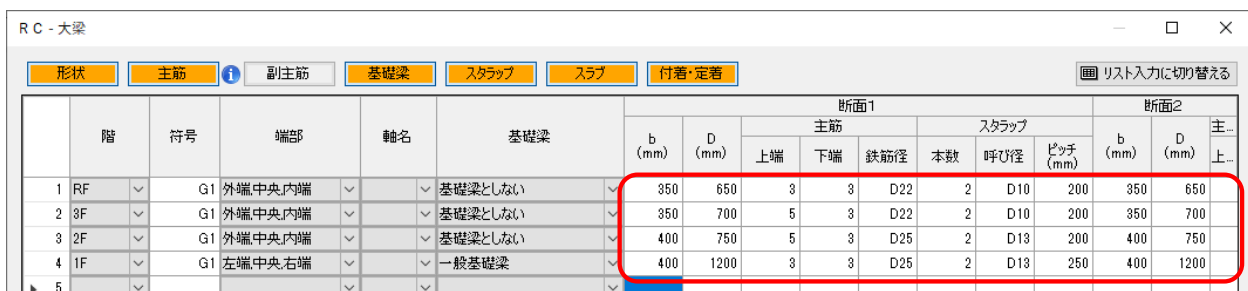 ＲＣ - 大梁
形状 主筋 副主筋 基礎梁 スタラップ スラブ 付着・定着 リスト入力に切り替える
断面1 断面2
階 符号 端部 軸名 基礎梁 b (mm) D (mm) 主筋 スタラップ b (mm) D (mm) 主...
上端 下端 鉄筋径 本数 呼び径 ピッチ (mm) 上...
1 RF G1 外端,中央,内端 基礎梁としない 350 650 3 3 D22 2 D10 200 350 650
2 3F G1 外端,中央,内端 基礎梁としない 350 700 5 3 D22 2 D10 200 350 700
3 2F G1 外端,中央,内端 基礎梁としない 400 750 5 3 D25 2 D13 200 400 750
4 1F G1 左端,中央,右端 一般基礎梁 400 1200 3 3 D25 2 D13 250 400 1200
5